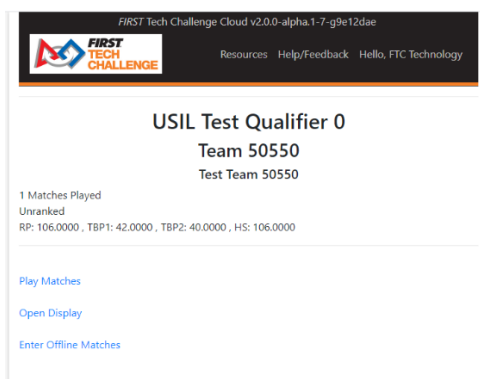 FIRST Tech Challenge Cloud v2.0.0-alpha.1-7-g9e12dae
FIRST
TECH
CHALLENGE
Resources Help/Feedback Hello, FTC Technology
USIL Test Qualifier 0
Team 50550
Test Team 50550
1 Matches Played
Unranked
RP: 106.0000 , TBP1: 42.0000 , TBP2: 40.0000 , HS: 106.0000
Play Matches
Open Display
Enter Offline Matches